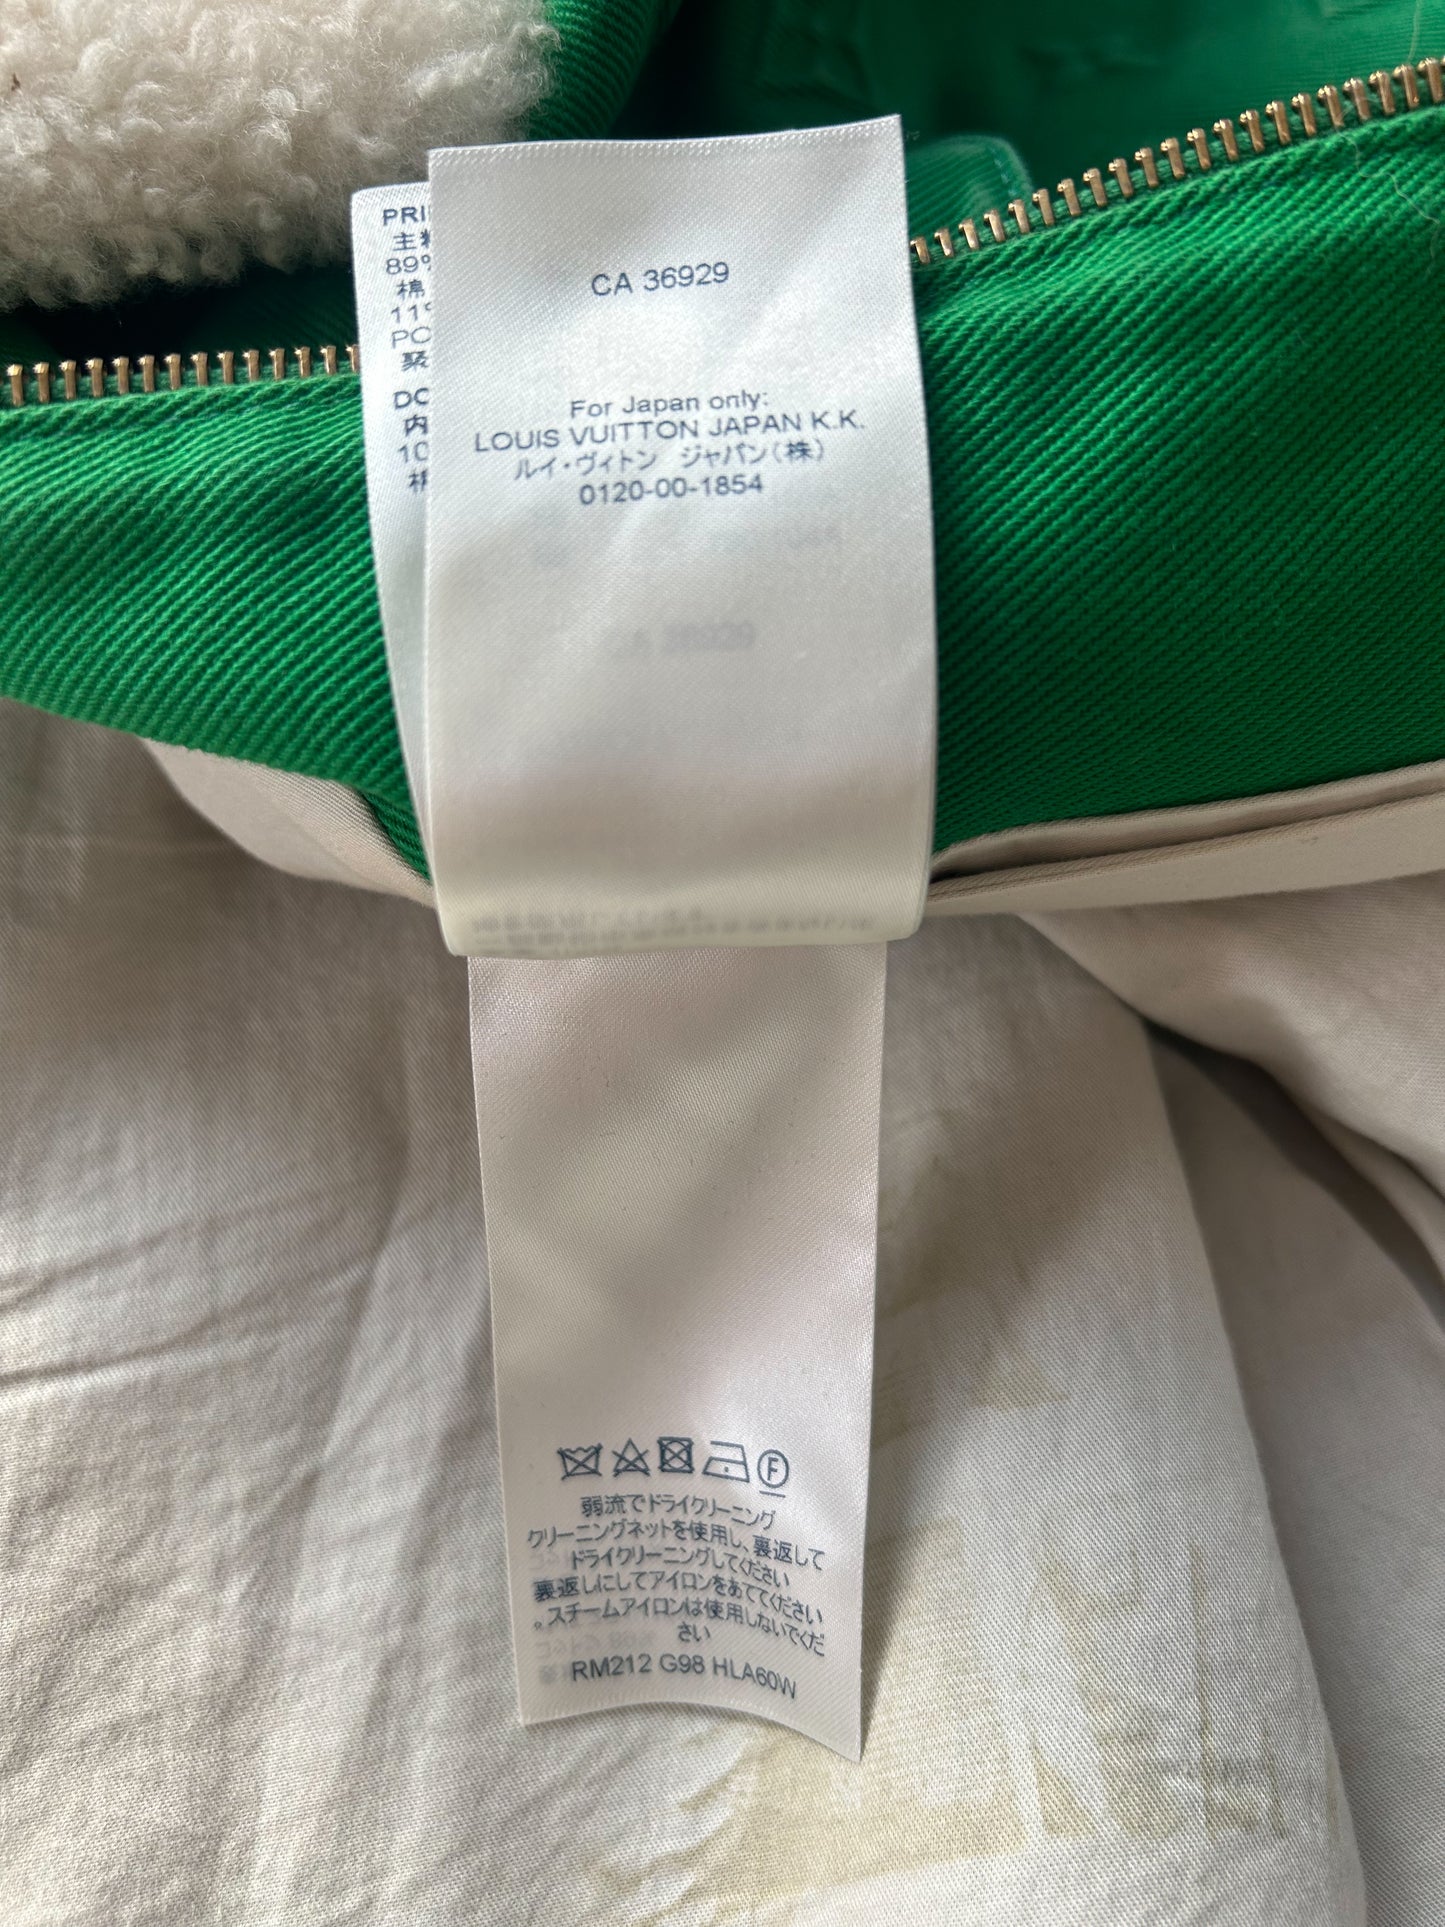 PRI
主
89%
棉
11%
PO
聚
DO
内
10
棉
CA 36929
For Japan only:
LOUIS VUITTON JAPAN K.K.
ルイ・ヴィトン ジャパン(株)
0120-00-1854
F
弱流でドライクリーニング
クリーニングネットを使用し、裏返して
ドライクリーニングしてください
裏返しにしてアイロンをあててください
。スチームアイロンは使用しないでくだ
さい
RM212 G98 HLA60W